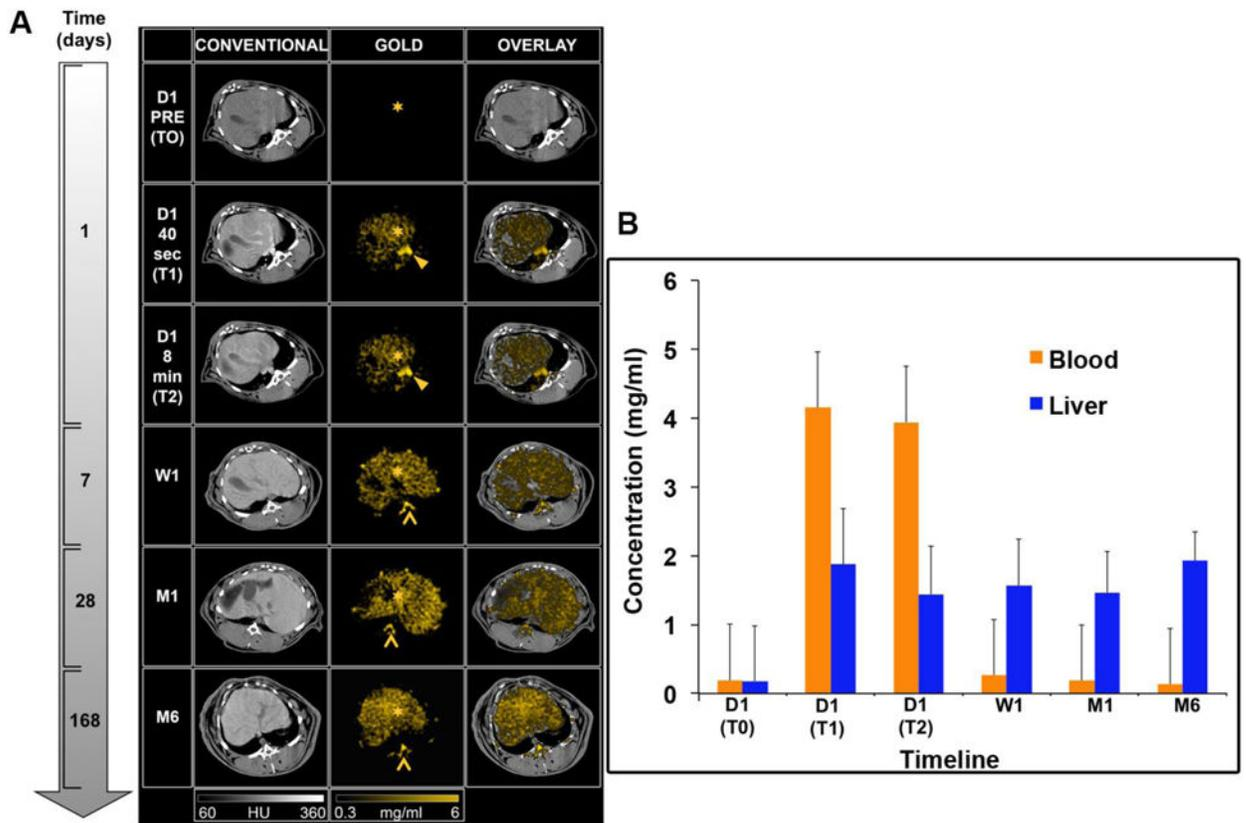 A
Time
(days)
CONVENTIONAL GOLD OVERLAY
D1
PRE
(TO)
1
D1
40
sec
(T1)
D1
8
min
(T2)
7
W1
28
M1
168
M6
60 HU 360
0.3 mg/ml 6
B
6
5
4
3
2
1
0
Concentration (mg/ml)
Blood
Liver
D1 D1 D1 W1 M1 M6
(T0) (T1) (T2)
Timeline